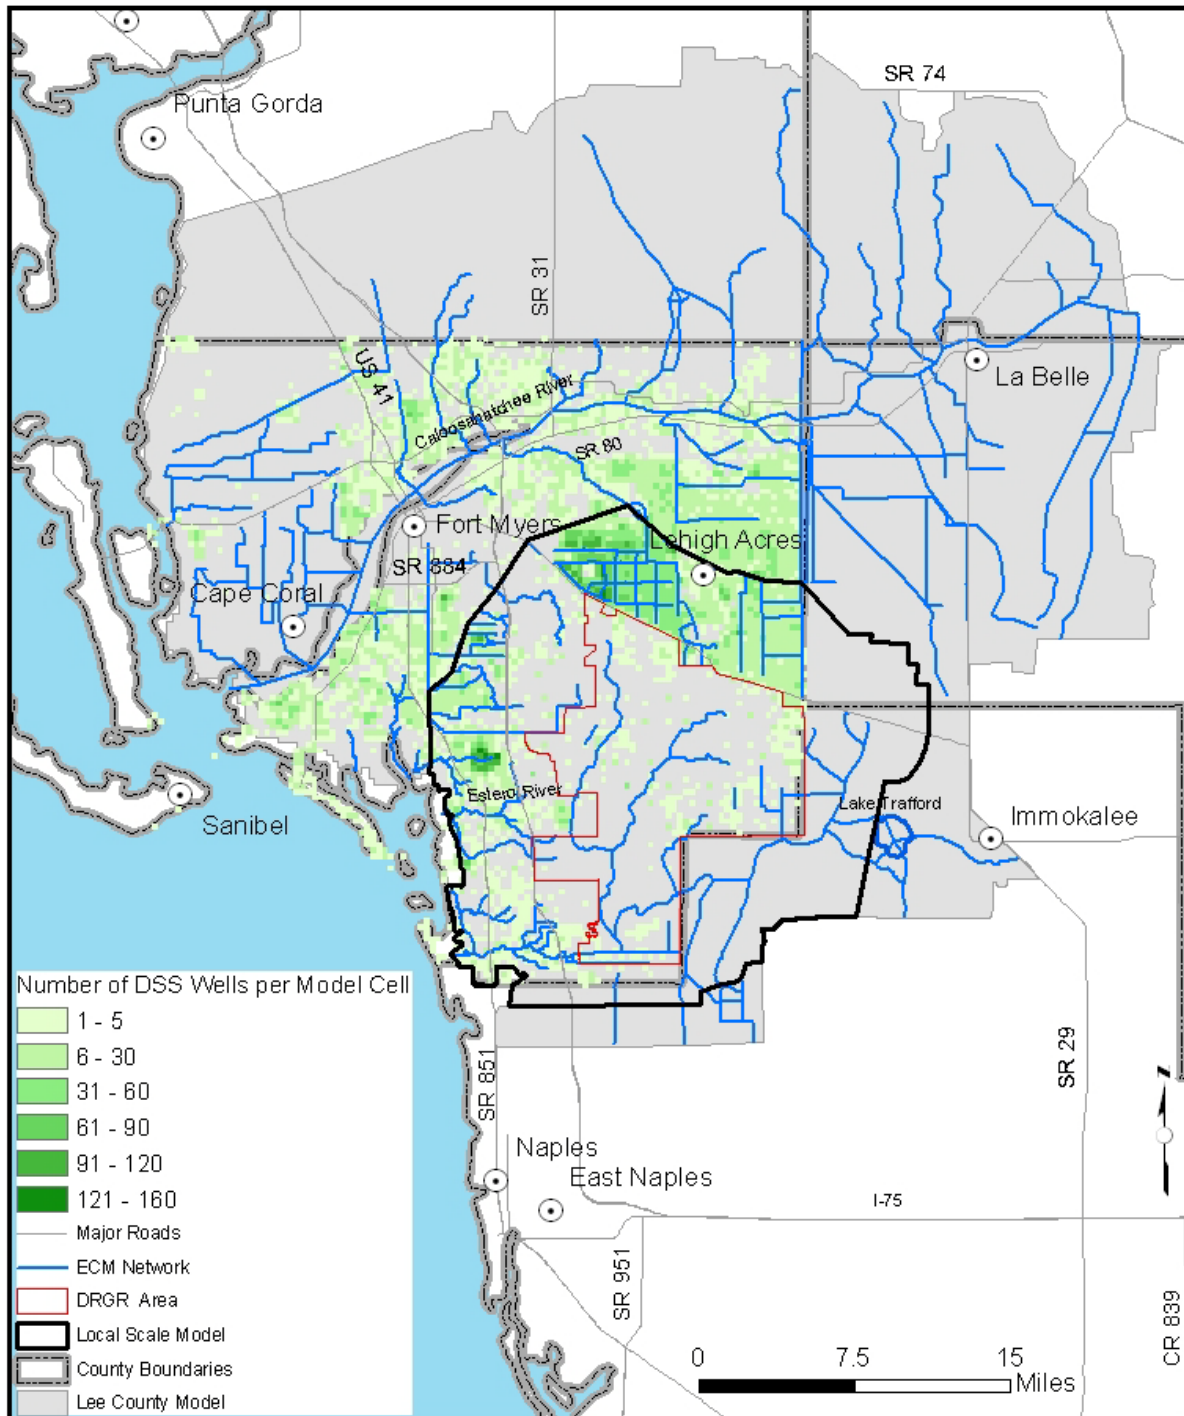 SR 74
Punta Gorda
SR 31
US 41
La Belle
Caloosahatchee River
SR 80
Fort Myers
Lehigh Acres
SR 884
Cape Coral
Estero River
Lake Trafford
Immokalee
Sanibel
Number of DSS Wells per Model Cell
1 - 5
6 - 30
31 - 60
61 - 90
91 - 120
121 - 160
Major Roads
ECM Network
DRGR Area
Local Scale Model
County Boundaries
Lee County Model
SR 851
SR 29
N
Naples
East Naples
I-75
SR 951
CR 839
0 7.5 15
Miles